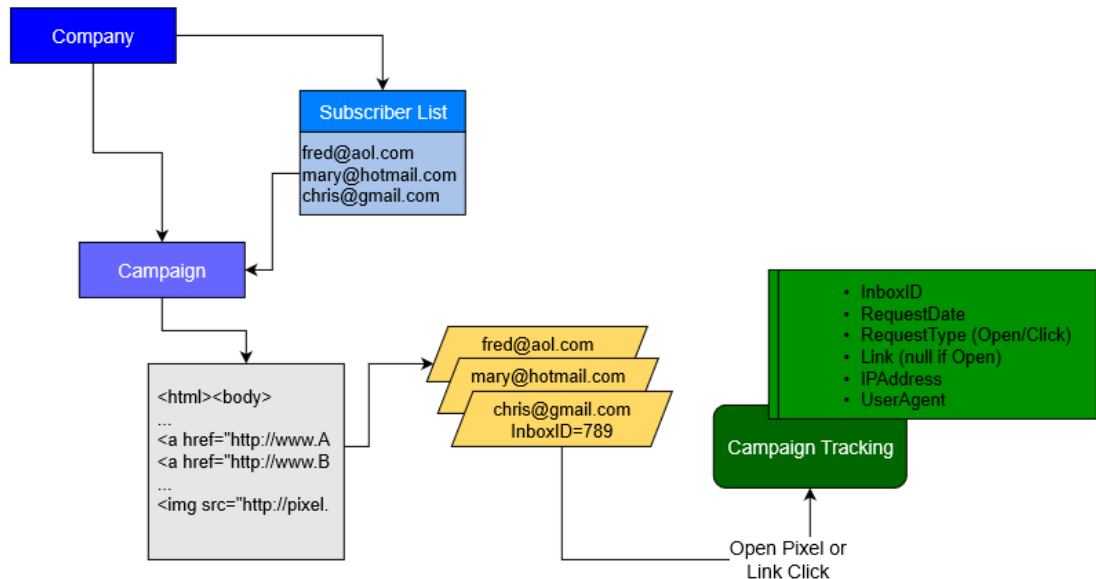 Company
Subscriber List
fred@aol.com
mary@hotmail.com
chris@gmail.com
Campaign
<html><body>
...
<a href="http://www.A
<a href="http://www.B
...
<img src="http://pixel.
fred@aol.com
mary@hotmail.com
chris@gmail.com
InboxID=789
• InboxID
• RequestDate
• RequestType (Open/Click)
• Link (null if Open)
• IPAddress
• UserAgent
Campaign Tracking
Open Pixel or
Link Click